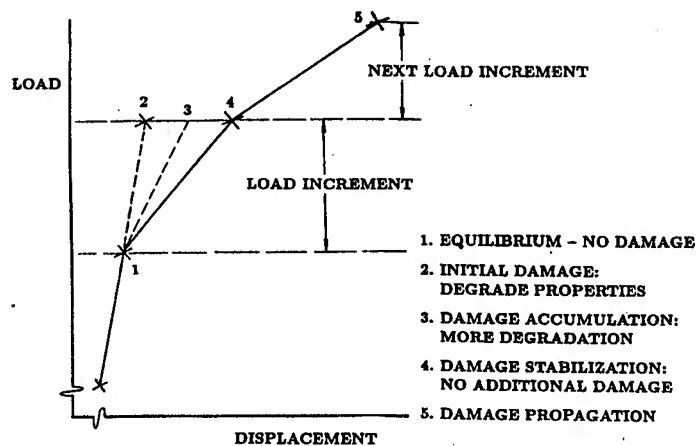 5
NEXT LOAD INCREMENT
LOAD
2
3
4
LOAD INCREMENT
1
1. EQUILIBRIUM – NO DAMAGE
2. INITIAL DAMAGE:
DEGRADE PROPERTIES
3. DAMAGE ACCUMULATION:
MORE DEGRADATION
4. DAMAGE STABILIZATION:
NO ADDITIONAL DAMAGE
5. DAMAGE PROPAGATION
DISPLACEMENT